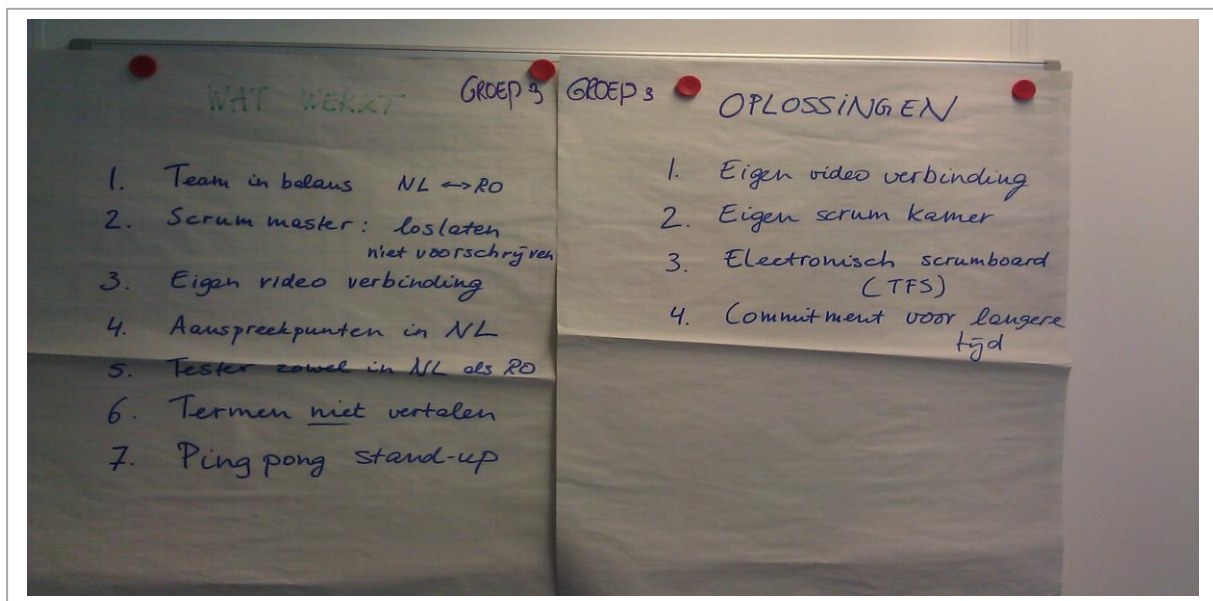 GROEP 3
WAT WERKT
1. Team in balans NL <-> RO
2. Scrum master: loslaten
niet voorschrijven
3. Eigen video verbinding
4. Aanspreekpunten in NL
5. Tester zowel in NL als RO
6. Termen niet vertalen
7. Ping pong stand-up
GROEP 3
OPLOSSINGEN
1. Eigen video verbinding
2. Eigen scrum kamer
3. Electronisch scrumboard
(TFS)
4. Commitment voor langere
tijd